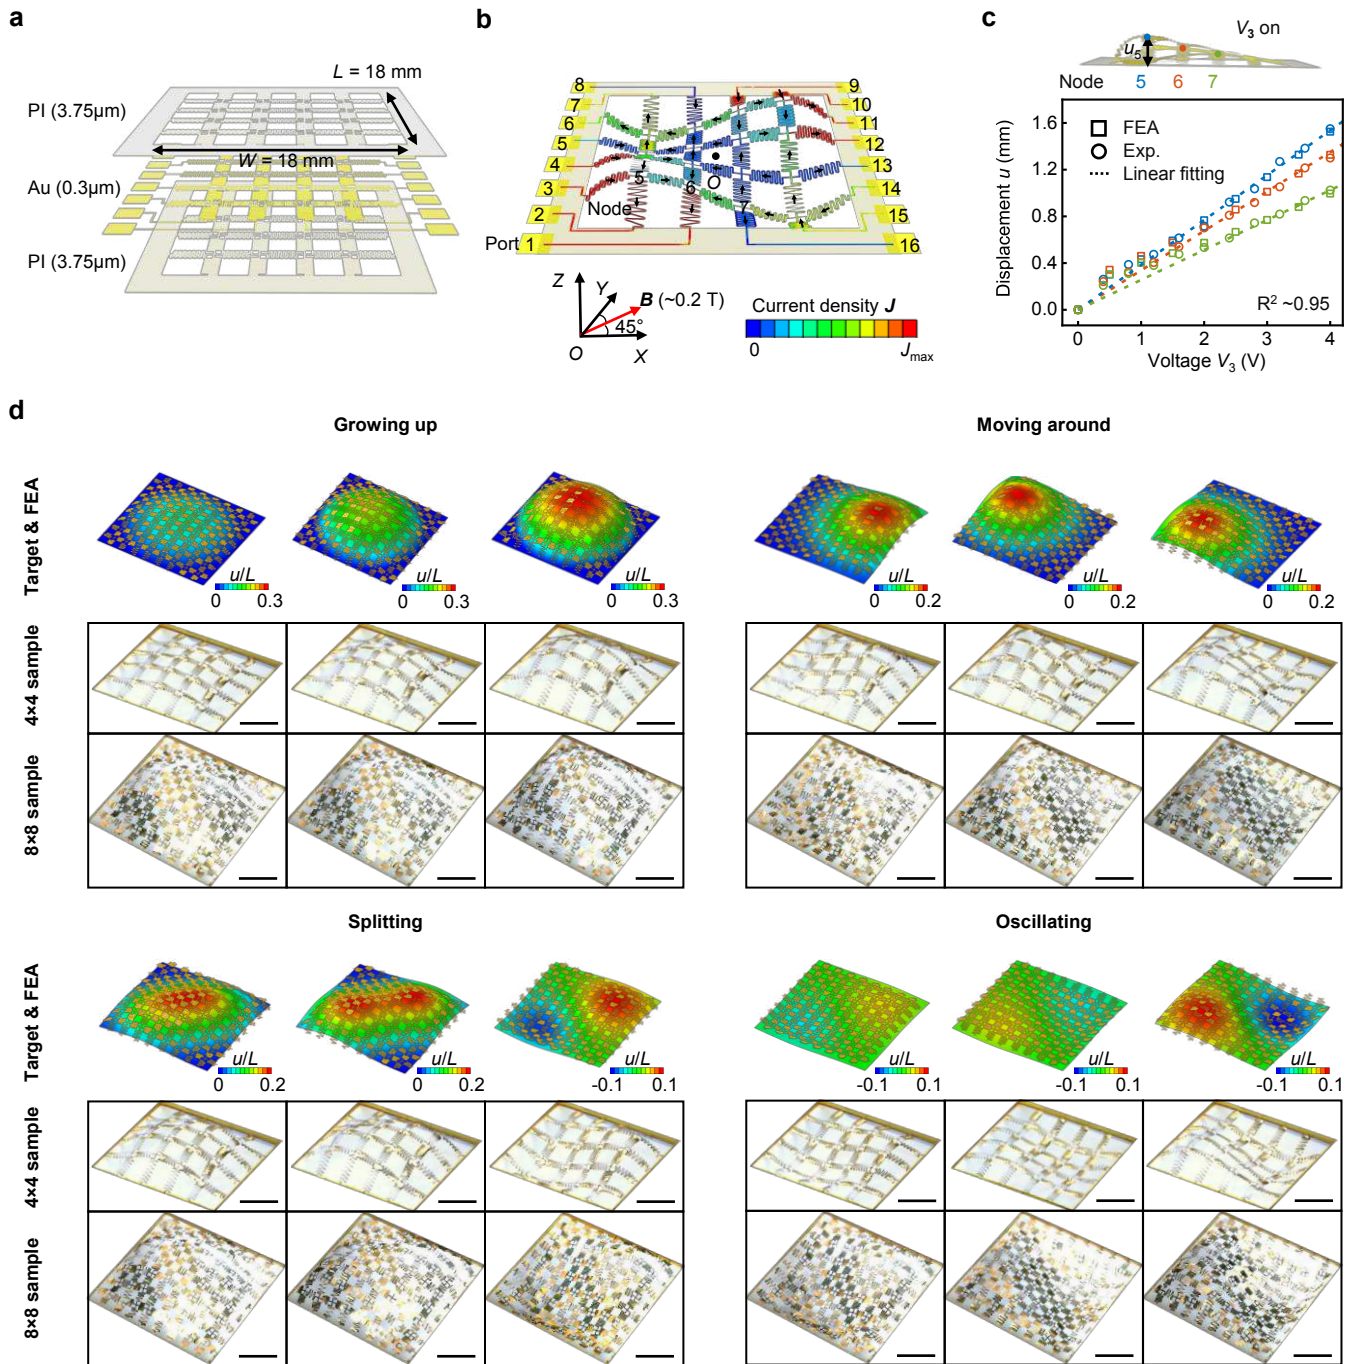 a
L = 18 mm
PI (3.75μm)
W = 18 mm
Au (0.3μm)
PI (3.75μm)
b
8
9
7
10
6
11
5
12
4
13
3
14
2
15
Port 1
16
5
6
O
7
Node
Z
Y
B (~0.2 T)
45°
O
X
Current density J
0
Jmax
c
V3 on
u5
Node 5 6 7
FEA
Exp.
Linear fitting
R² ~0.95
Displacement u (mm)
1.6
1.2
0.8
0.4
0.0
0 1 2 3 4
Voltage V3 (V)
d
Growing up
Moving around
Target & FEA
u/L
0 0.3
u/L
0 0.3
u/L
0 0.3
u/L
0 0.2
u/L
0 0.2
u/L
0 0.2
4×4 sample
8×8 sample
Splitting
Oscillating
Target & FEA
u/L
0 0.2
u/L
0 0.2
u/L
-0.1 0.1
u/L
-0.1 0.1
u/L
-0.1 0.1
u/L
-0.1 0.1
4×4 sample
8×8 sample